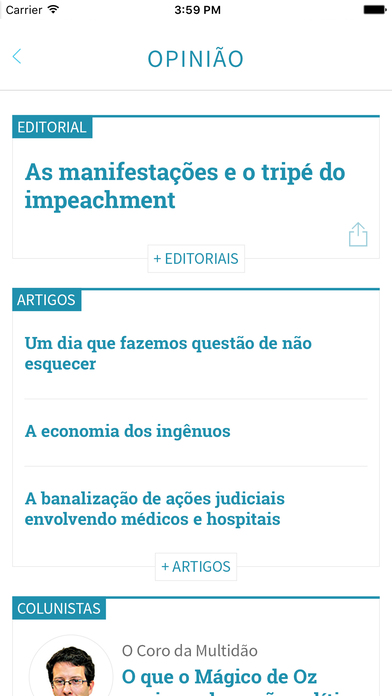 Carrier 3:59 PM
OPINIÃO
EDITORIAL
As manifestações e o tripé do
impeachment
+ EDITORIAIS
ARTIGOS
Um dia que fazemos questão de não
esquecer
A economia dos ingênuos
A banalização de ações judiciais
envolvendo médicos e hospitais
+ ARTIGOS
COLUNISTAS
O Coro da Multidão
O que o Mágico de Oz